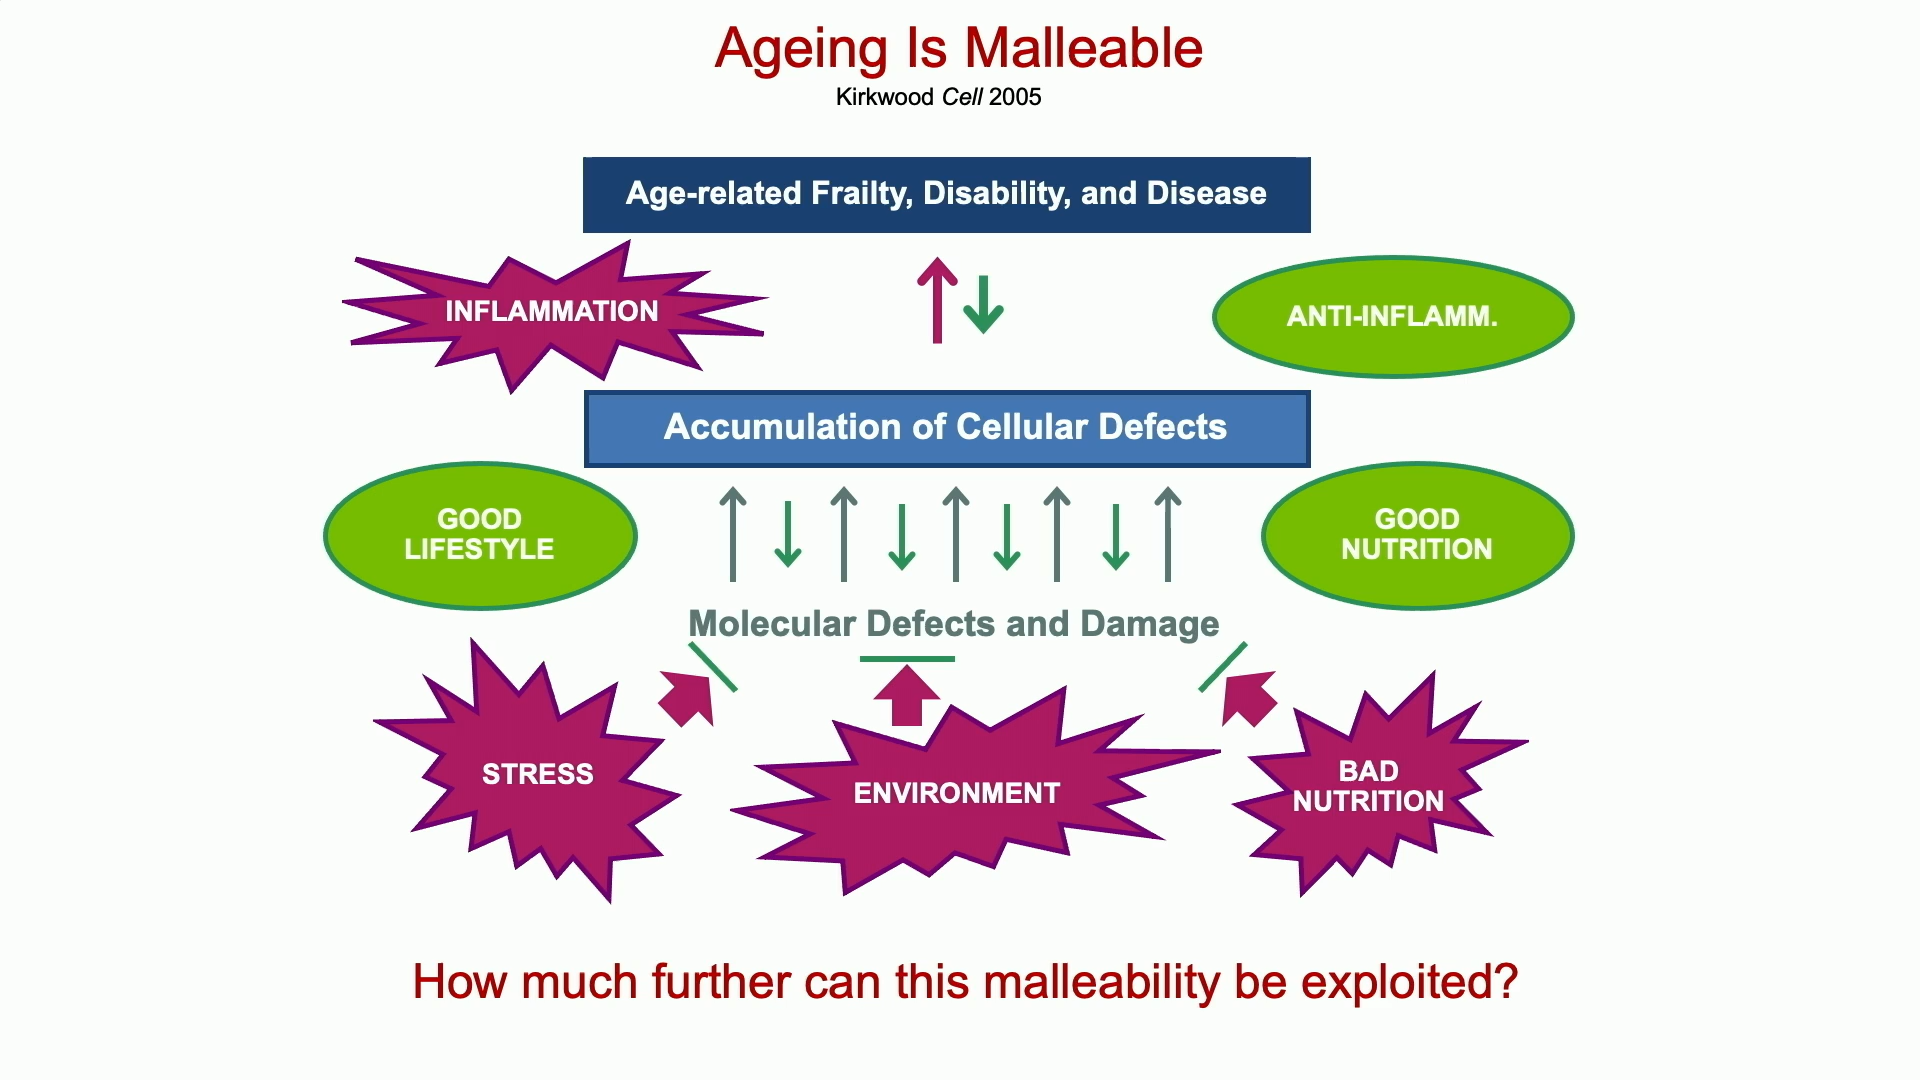 Ageing Is Malleable
Kirkwood Cell 2005
Age-related Frailty, Disability, and Disease
INFLAMMATION
ANTI-INFLAMM.
Accumulation of Cellular Defects
GOOD
LIFESTYLE
GOOD
NUTRITION
Molecular Defects and Damage
STRESS
ENVIRONMENT
BAD
NUTRITION
How much further can this malleability be exploited?